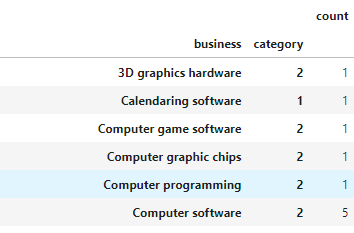 count
business category
3D graphics hardware 2 1
Calendaring software 1 1
Computer game software 2 1
Computer graphic chips 2 1
Computer programming 2 1
Computer software 2 5